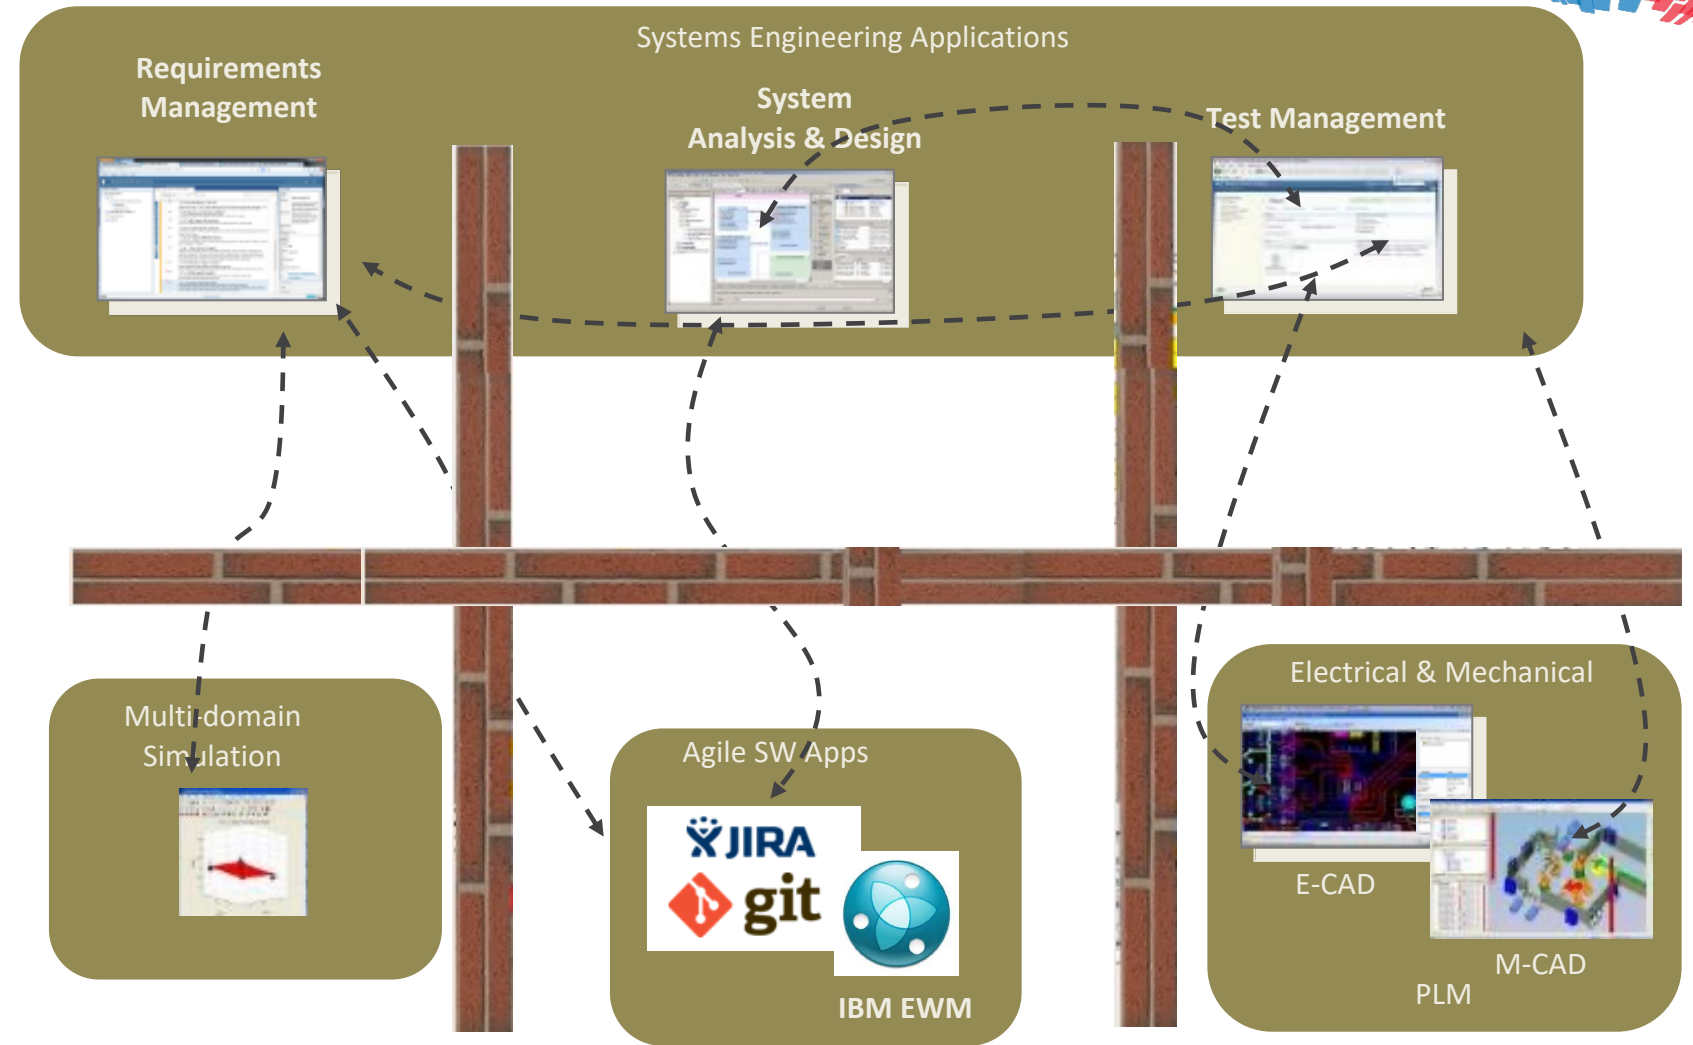 Systems Engineering Applications
Requirements
Management
System
Analysis & Design
Test Management
Multi-domain
Simulation
Agile SW Apps
JIRA
git
IBM EWM
Electrical & Mechanical
E-CAD
M-CAD
PLM